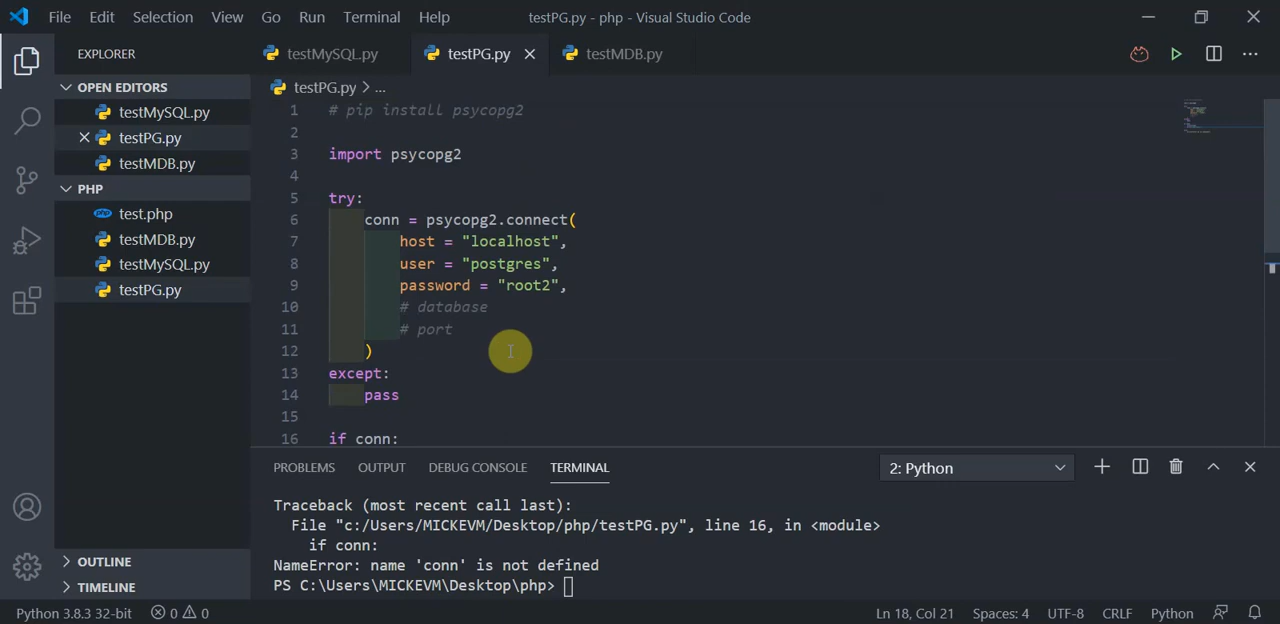 File Edit Selection View Go Run Terminal Help testPG.py - php - Visual Studio Code
EXPLORER
testMySQL.py testPG.py testMDB.py
OPEN EDITORS
testMySQL.py
testPG.py
testMDB.py
PHP
test.php
testMDB.py
testMySQL.py
testPG.py
OUTLINE
TIMELINE
testPG.py > ...
1 # pip install psycopg2
2
3 import psycopg2
4
5 try:
6 conn = psycopg2.connect(
7 host = "localhost",
8 user = "postgres",
9 password = "root2",
10 # database
11 # port
12 )
13 except:
14 pass
15
16 if conn:
PROBLEMS OUTPUT DEBUG CONSOLE TERMINAL 2: Python
Traceback (most recent call last):
File "c:/Users/MICKEVM/Desktop/php/testPG.py", line 16, in <module>
if conn:
NameError: name 'conn' is not defined
PS C:\Users\MICKEVM\Desktop\php>
Python 3.8.3 32-bit 0 0 Ln 18, Col 21 Spaces: 4 UTF-8 CRLF Python